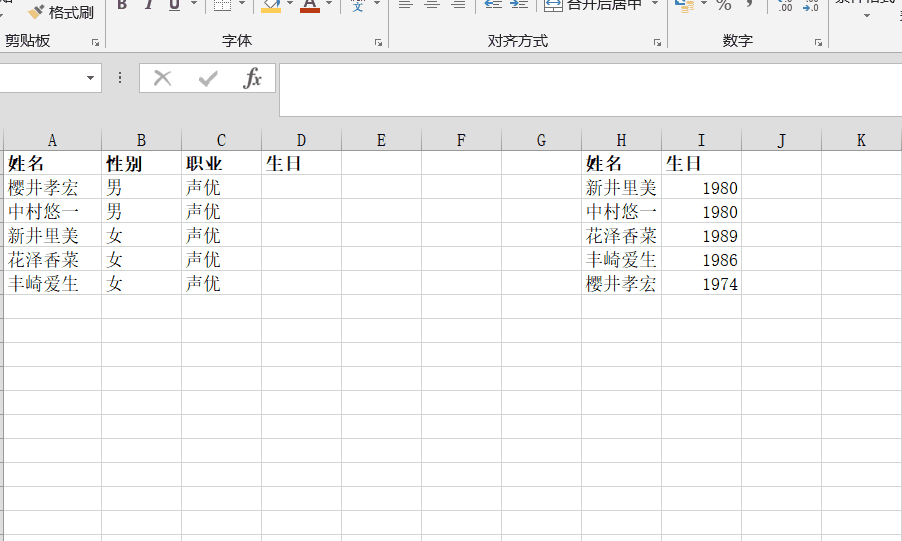 B I U A 文 合并后居中 % .00 .00
格式刷
剪贴板 字体 对齐方式 数字
fx
A B C D E F G H I J K
姓名 性别 职业 生日 姓名 生日
樱井孝宏 男 声优 新井里美 1980
中村悠一 男 声优 中村悠一 1980
新井里美 女 声优 花泽香菜 1989
花泽香菜 女 声优 丰崎爱生 1986
丰崎爱生 女 声优 樱井孝宏 1974